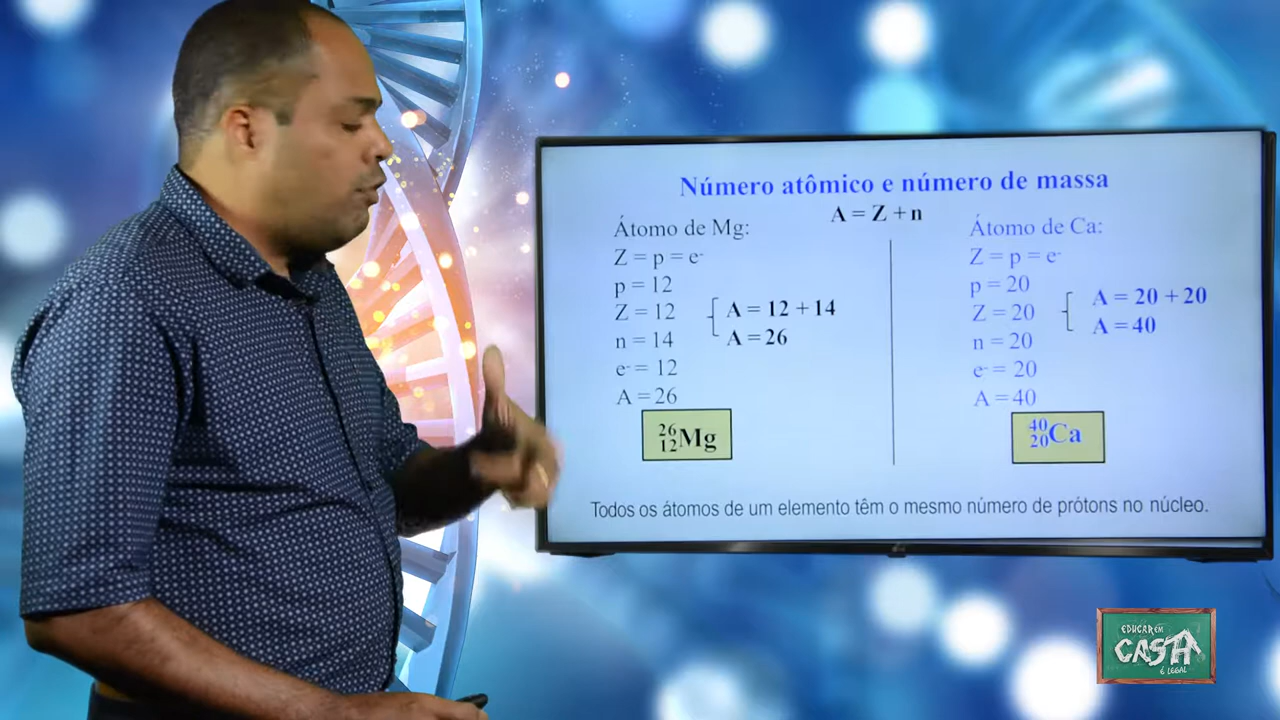 Número atômico e número de massa
A = Z + n
Átomo de Mg:
Z = p = e-
p = 12
Z = 12
n = 14
e- = 12
A = 26
A = 12 + 14
A = 26
26
12Mg
Átomo de Ca:
Z = p = e-
p = 20
Z = 20
n = 20
e- = 20
A = 40
A = 20 + 20
A = 40
40
20Ca
Todos os átomos de um elemento têm o mesmo número de prótons no núcleo.
EDUCAR EM
CASA
É LEGAL